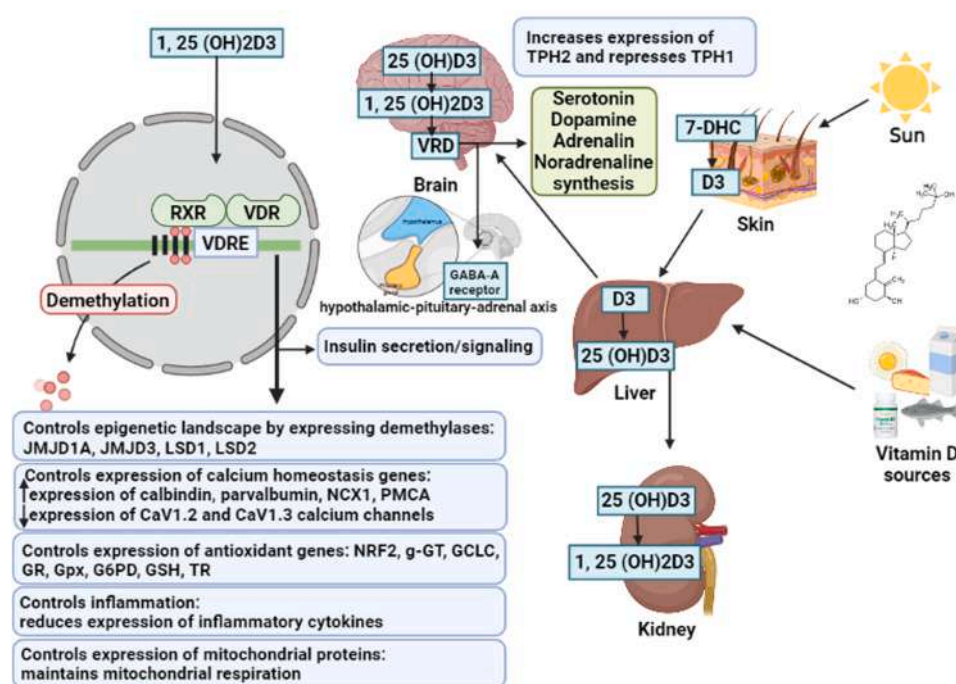 1, 25 (OH)2D3
RXR
VDR
VDRE
Demethylation
Insulin secretion/signaling
Controls epigenetic landscape by expressing demethylases:
JMJD1A, JMJD3, LSD1, LSD2
Controls expression of calcium homeostasis genes:
expression of calbindin, parvalbumin, NCX1, PMCA
expression of CaV1.2 and CaV1.3 calcium channels
Controls expression of antioxidant genes: NRF2, g-GT, GCLC,
GR, Gpx, G6PD, GSH, TR
Controls inflammation:
reduces expression of inflammatory cytokines
Controls expression of mitochondrial proteins:
maintains mitochondrial respiration
25 (OH)D3
1, 25 (OH)2D3
VRD
Brain
Increases expression of
TPH2 and represses TPH1
Serotonin
Dopamine
Adrenalin
Noradrenaline
synthesis
hypothalamus
GABA-A
receptor
hypothalamic-pituitary-adrenal axis
7-DHC
D3
Skin
Sun
D3
25 (OH)D3
Liver
25 (OH)D3
1, 25 (OH)2D3
Kidney
Vitamin D
sources
HO
CH2
OH